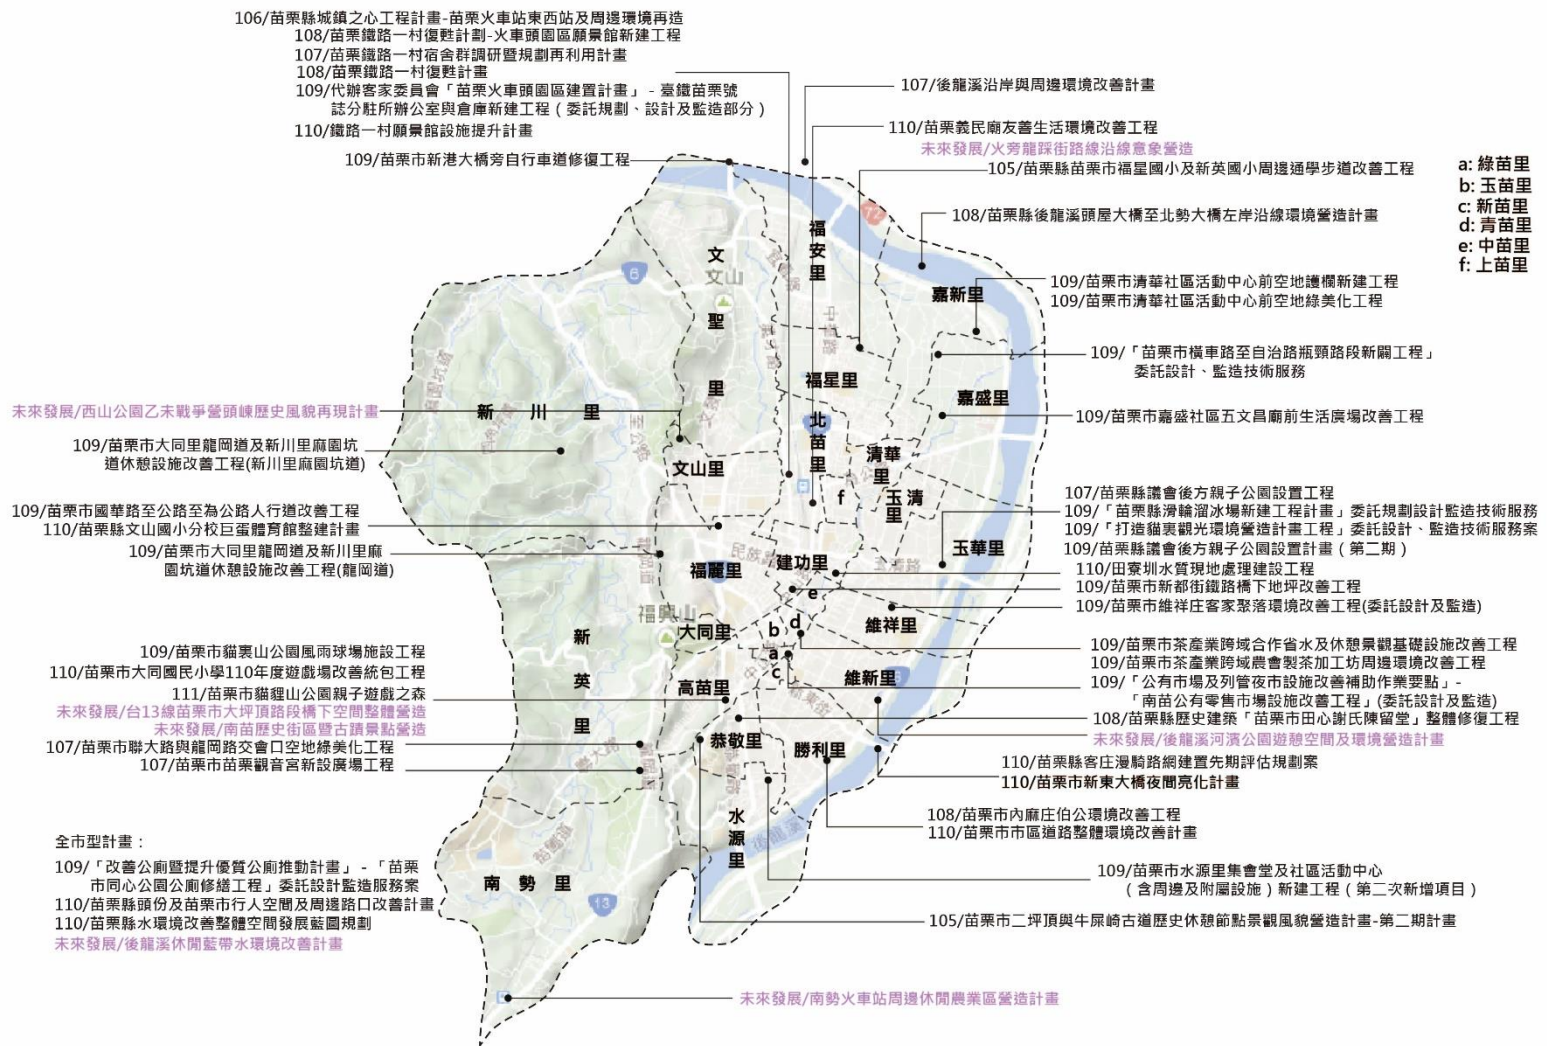 106/苗栗縣城鎮之心工程計畫-苗栗火車站東西站及周邊環境再造
108/苗栗鐵路一村復甦計劃-火車頭園區願景館新建工程
107/苗栗鐵路一村宿舍群調研暨規劃再利用計畫
108/苗栗鐵路一村復甦計畫
109/代辦客家委員會「苗栗火車頭園區建置計畫」- 臺鐵苗栗號
誌分駐所辦公室與倉庫新建工程（委託規劃、設計及監造部分）
110/鐵路一村願景館設施提升計畫
109/苗栗市新港大橋旁自行車道修復工程
107/後龍溪沿岸與周邊環境改善計畫
110/苗栗義民廟友善生活環境改善工程
未來發展/火旁龍踩街路線沿線意象營造
105/苗栗縣苗栗市福星國小及新英國小周邊通學步道改善工程
108/苗栗縣後龍溪頭屋大橋至北勢大橋左岸沿線環境營造計畫
109/苗栗市清華社區活動中心前空地護欄新建工程
109/苗栗市清華社區活動中心前空地綠美化工程
109/「苗栗市橫車路至自治路瓶頸路段新闢工程」
委託設計、監造技術服務
109/苗栗市嘉盛社區五文昌廟前生活廣場改善工程
107/苗栗縣議會後方親子公園設置工程
109/「苗栗縣滑輪溜冰場新建工程計畫」委託規劃設計監造技術服務
109/「打造貓裏觀光環境營造計畫工程」委託設計、監造技術服務案
109/苗栗縣議會後方親子公園設置計畫（第二期）
110/田寮圳水質現地處理建設工程
109/苗栗市新都街鐵路橋下地坪改善工程
109/苗栗市維祥庄客家聚落環境改善工程(委託設計及監造)
109/苗栗市茶產業跨域合作省水及休憩景觀基礎設施改善工程
109/苗栗市茶產業跨域農會製茶加工坊周邊環境改善工程
109/「公有市場及列管夜市設施改善補助作業要點」-
「南苗公有零售市場設施改善工程」(委託設計及監造)
108/苗栗縣歷史建築「苗栗市田心謝氏陳留堂」整體修復工程
未來發展/後龍溪河濱公園遊憩空間及環境營造計畫
110/苗栗縣客庄漫騎路網建置先期評估規劃案
110/苗栗市新東大橋夜間亮化計畫
108/苗栗市內麻庄伯公環境改善工程
110/苗栗市市區道路整體環境改善計畫
109/苗栗市水源里集會堂及社區活動中心
（含周邊及附屬設施）新建工程（第二次新增項目）
105/苗栗市二坪頂與牛屎崎古道歷史休憩節點景觀風貌營造計畫-第二期計畫
未來發展/南勢火車站周邊休閒農業區營造計畫
a: 綠苗里
b: 玉苗里
c: 新苗里
d: 青苗里
e: 中苗里
f: 上苗里
未來發展/西山公園乙未戰爭營頭崠歷史風貌再現計畫
109/苗栗市大同里龍岡道及新川里麻園坑
道休憩設施改善工程(新川里麻園坑道)
109/苗栗市國華路至公路至為公路人行道改善工程
110/苗栗縣文山國小分校巨蛋體育館整建計畫
109/苗栗市大同里龍岡道及新川里麻
園坑道休憩設施改善工程(龍岡道)
109/苗栗市貓裏山公園風雨球場施設工程
110/苗栗市大同國民小學110年度遊戲場改善統包工程
111/苗栗市貓貍山公園親子遊戲之森
未來發展/台13線苗栗市大坪頂路段橋下空間整體營造
未來發展/南苗歷史街區暨古蹟景點營造
107/苗栗市聯大路與龍岡路交會口空地綠美化工程
107/苗栗市苗栗觀音宮新設廣場工程
全市型計畫：
109/「改善公廁暨提升優質公廁推動計畫」-「苗栗
市同心公園公廁修繕工程」委託設計監造服務案
110/苗栗縣頭份及苗栗市行人空間及周邊路口改善計畫
110/苗栗縣水環境改善整體空間發展藍圖規劃
未來發展/後龍溪休閒藍帶水環境改善計畫
文聖里
文山
福安里
嘉新里
福星里
嘉盛里
新川里
北苗里
清華里
文山里
f
玉清里
建功里
玉華里
福麗里
e
福興山
大同里
b
d
維祥里
a
c
新英里
高苗里
維新里
恭敬里
勝利里
水源里
南勢里
6
13